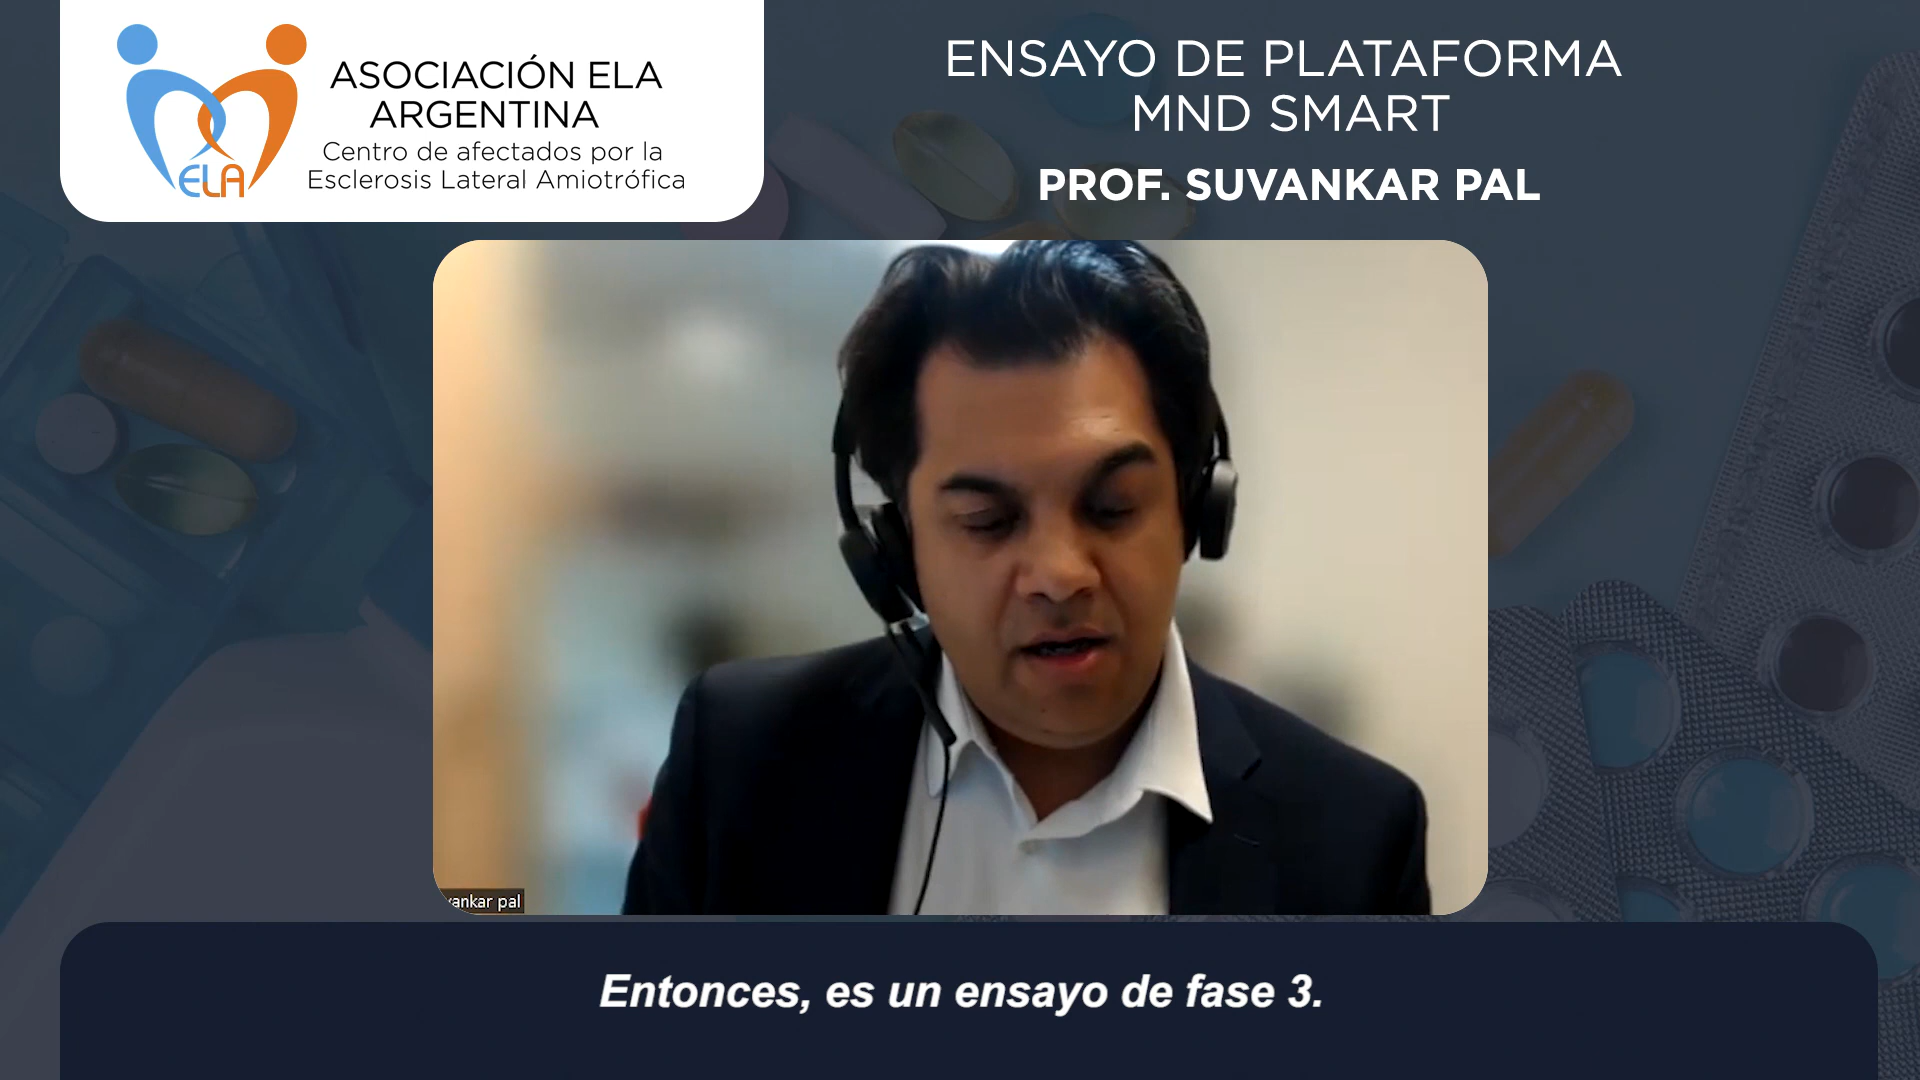 ASOCIACIÓN ELA
ARGENTINA
Centro de afectados por la
Esclerosis Lateral Amiotrófica
ELA
ENSAYO DE PLATAFORMA
MND SMART
PROF. SUVANKAR PAL
vankar pal
Entonces, es un ensayo de fase 3.